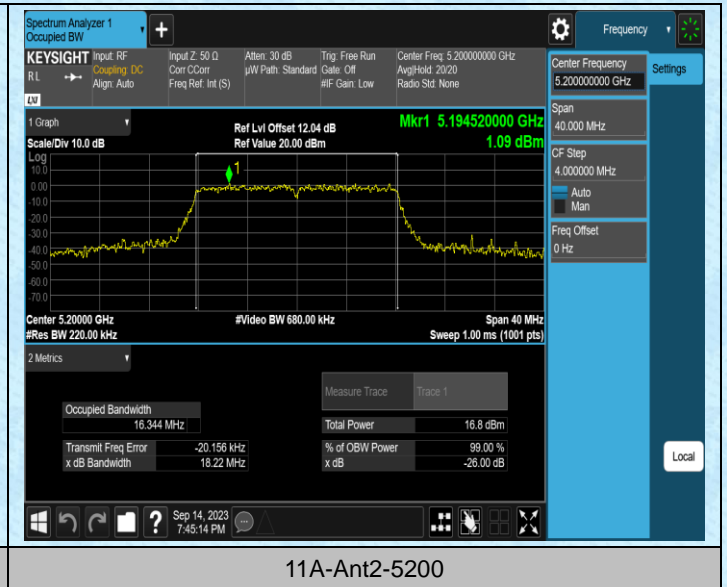 Spectrum Analyzer 1
Occupied BW
+
Frequency
KEYSIGHT
Input: RF
Coupling: DC
Align: Auto
RL
LXI
Input Z: 50 Ω
Corr CCorr
Freq Ref: Int (S)
Atten: 30 dB
µW Path: Standard
Trig: Free Run
Gate: Off
#IF Gain: Low
Center Freq: 5.200000000 GHz
Avg|Hold: 20/20
Radio Std: None
Center Frequency
5.200000000 GHz
Settings
Span
40.000 MHz
CF Step
4.000000 MHz
Auto
Man
Freq Offset
0 Hz
Local
1 Graph
Scale/Div 10.0 dB
Ref Lvl Offset 12.04 dB
Ref Value 20.00 dBm
Mkr1 5.194520000 GHz
1.09 dBm
Log
10.0
0.00
-10.0
-20.0
-30.0
-40.0
-50.0
-60.0
-70.0
1
Center 5.20000 GHz
#Res BW 220.00 kHz
#Video BW 680.00 kHz
Span 40 MHz
Sweep 1.00 ms (1001 pts)
2 Metrics
Measure Trace Trace 1
Occupied Bandwidth
16.344 MHz
Total Power 16.8 dBm
Transmit Freq Error -20.156 kHz
% of OBW Power 99.00 %
x dB Bandwidth 18.22 MHz
x dB -26.00 dB
?
Sep 14, 2023
7:45:14 PM
11A-Ant2-5200